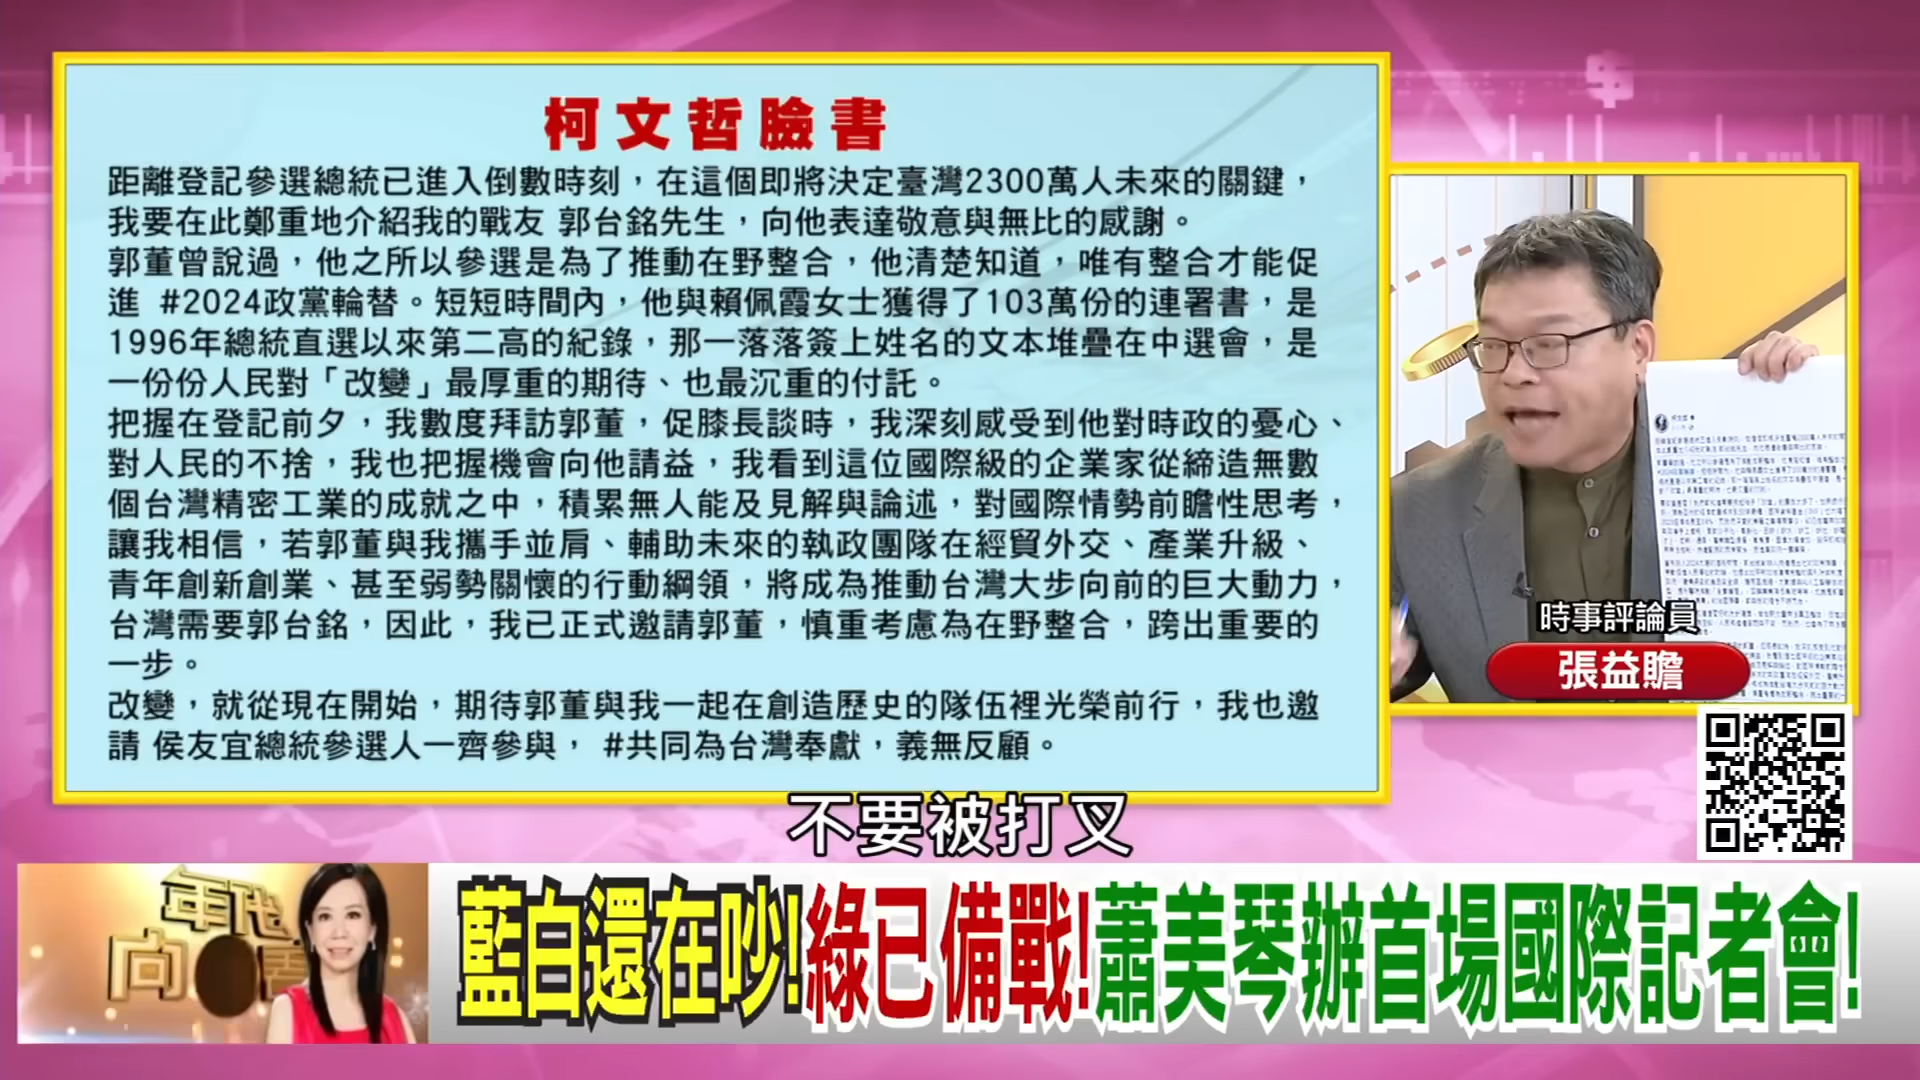 柯文哲臉書
距離登記參選總統已進入倒數時刻，在這個即將決定臺灣2300萬人未來的關鍵，
我要在此鄭重地介紹我的戰友 郭台銘先生，向他表達敬意與無比的感謝。
郭董曾說過，他之所以參選是為了推動在野整合，他清楚知道，唯有整合才能促
進 #2024政黨輪替。短短時間內，他與賴佩霞女士獲得了103萬份的連署書，是
1996年總統直選以來第二高的紀錄，那一落落簽上姓名的文本堆疊在中選會，是
一份份人民對「改變」最厚重的期待、也最沉重的付託。
把握在登記前夕，我數度拜訪郭董，促膝長談時，我深刻感受到他對時政的憂心、
對人民的不捨，我也把握機會向他請益，我看到這位國際級的企業家從締造無數
個台灣精密工業的成就之中，積累無人能及見解與論述，對國際情勢前瞻性思考，
讓我相信，若郭董與我攜手並肩、輔助未來的執政團隊在經貿外交、產業升級、
青年創新創業、甚至弱勢關懷的行動綱領，將成為推動台灣大步向前的巨大動力，
台灣需要郭台銘，因此，我已正式邀請郭董，慎重考慮為在野整合，跨出重要的
一步。
改變，就從現在開始，期待郭董與我一起在創造歷史的隊伍裡光榮前行，我也邀
請 侯友宜總統參選人一齊參與， #共同為台灣奉獻，義無反顧。
時事評論員
張益贍
不要被打叉
年代
向
藍白還在吵!綠已備戰!蕭美琴辦首場國際記者會!